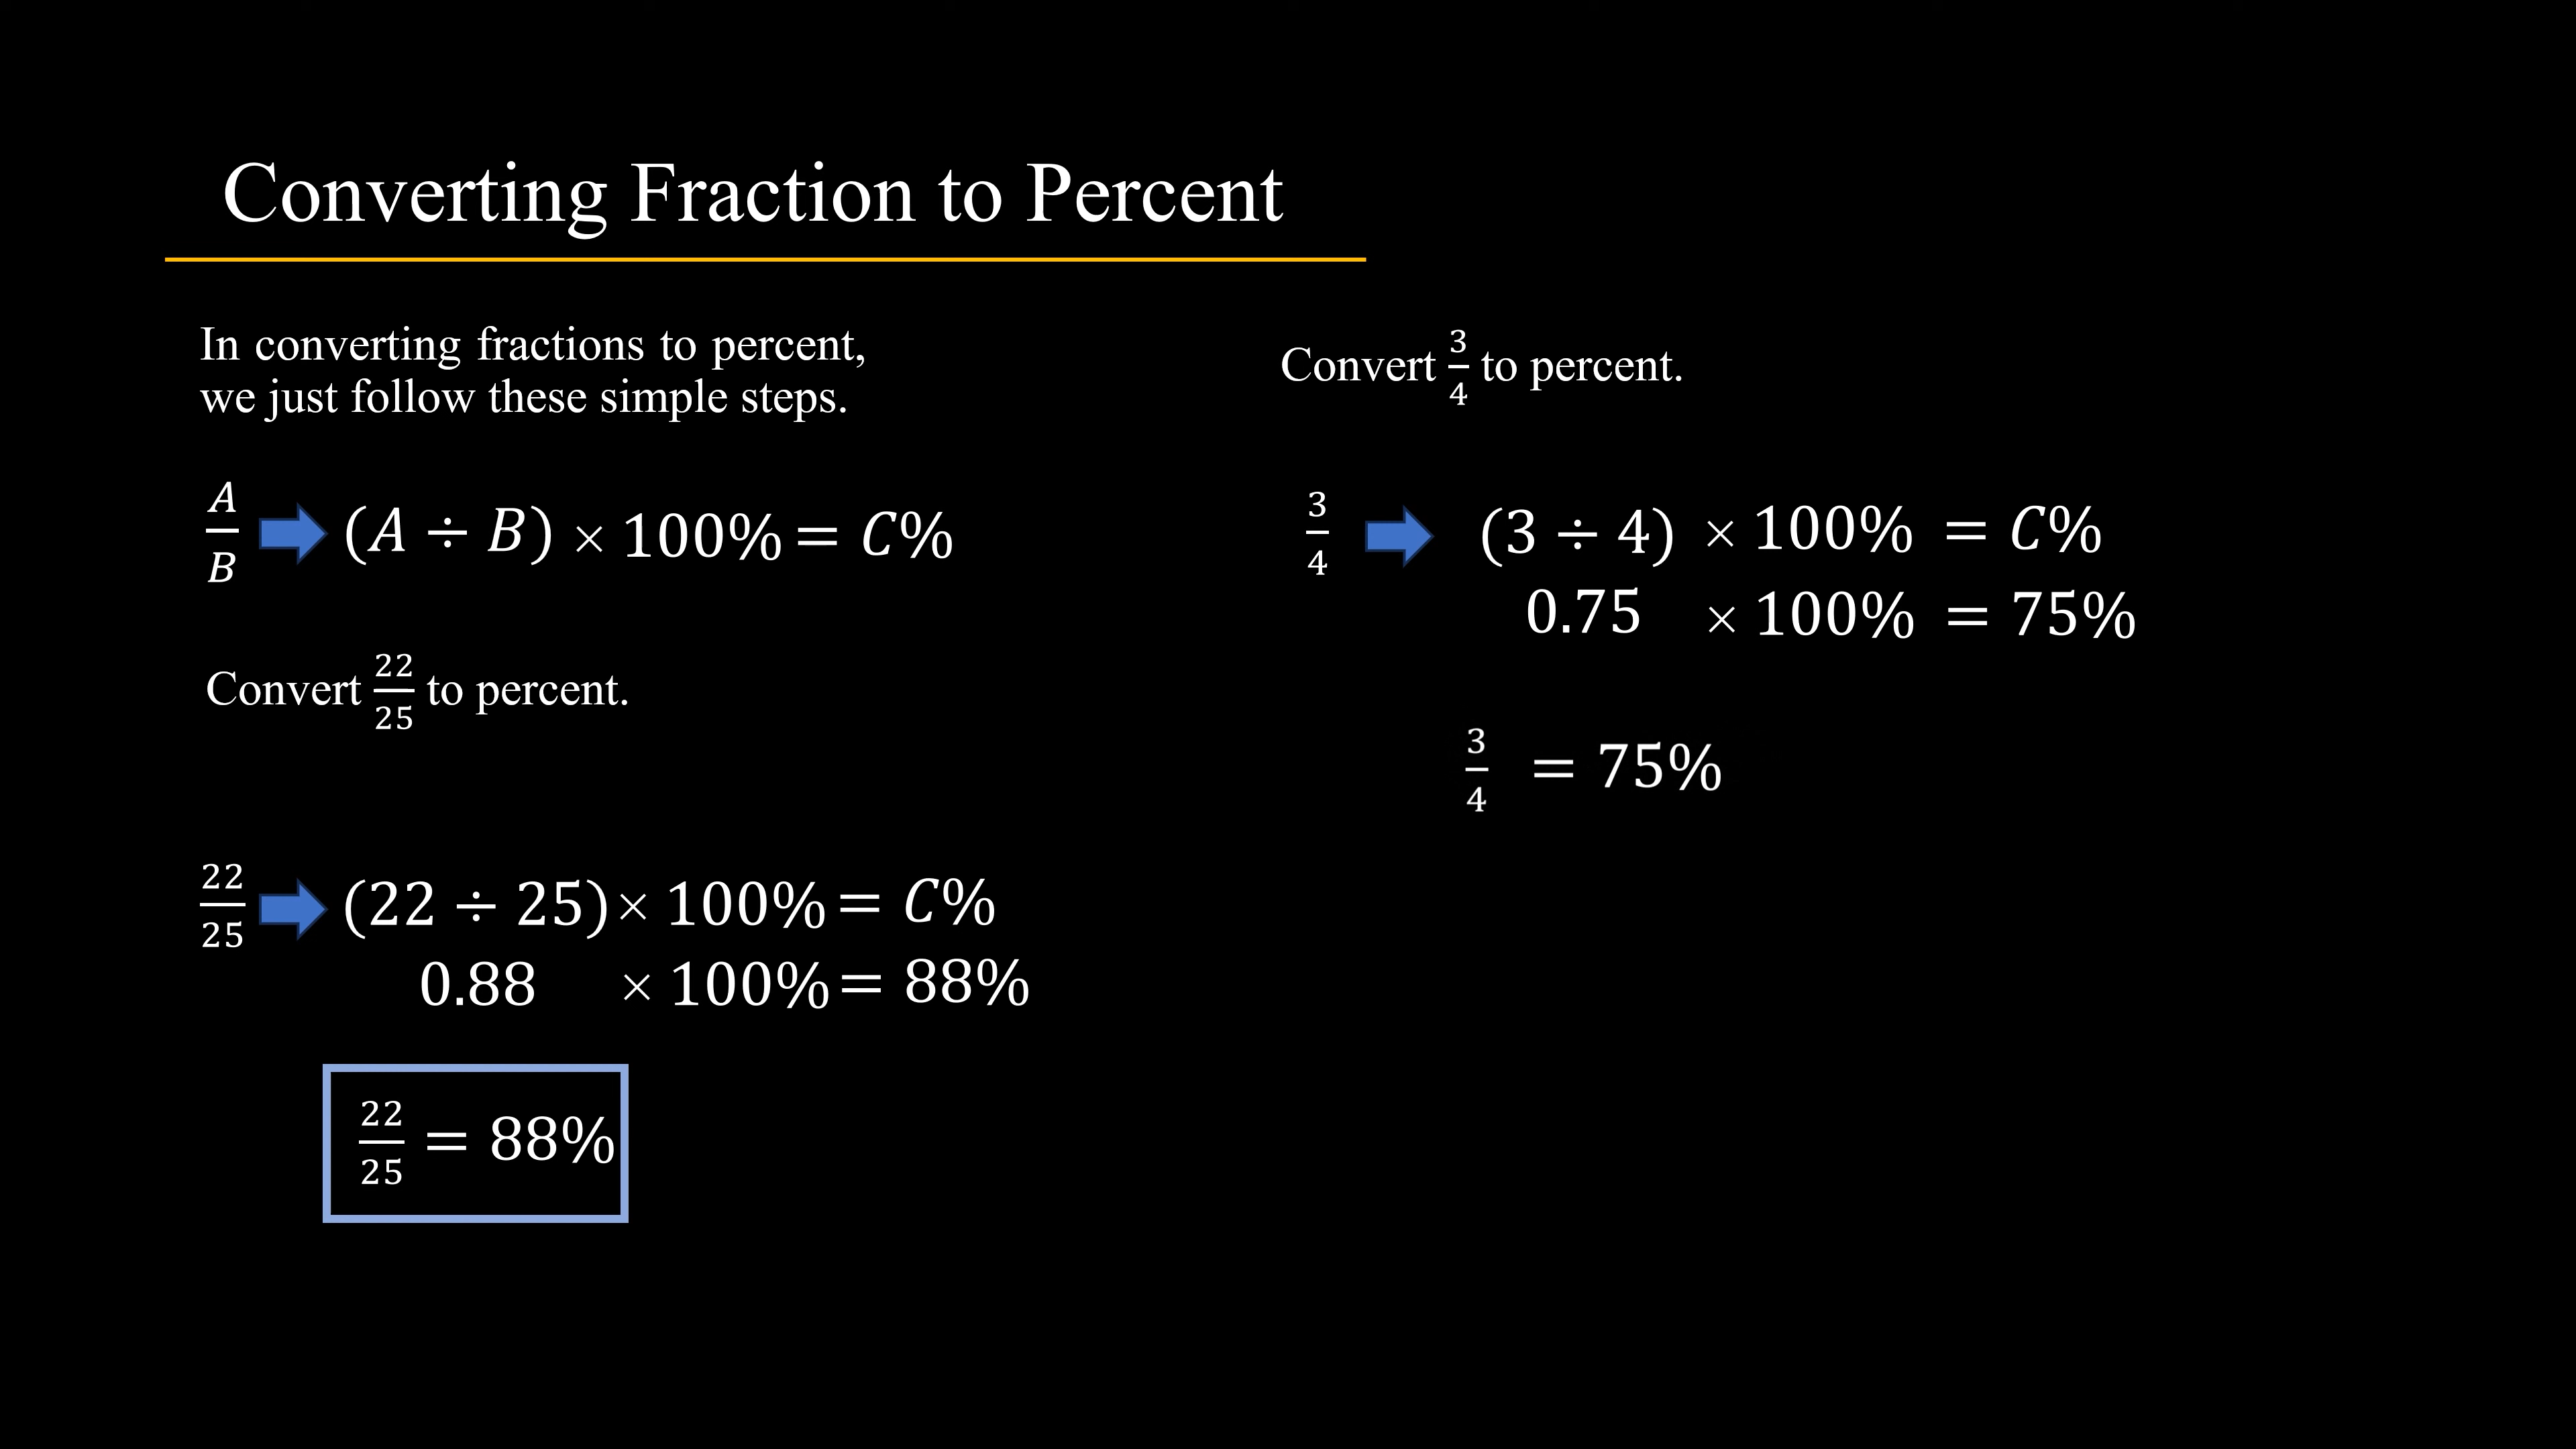 Converting Fraction to Percent
In converting fractions to percent,
we just follow these simple steps.
A/B (A ÷ B) × 100% = C%
Convert 22/25 to percent.
22/25 (22 ÷ 25) × 100% = C%
0.88 × 100% = 88%
22/25 = 88%
Convert 3/4 to percent.
3/4 (3 ÷ 4) × 100% = C%
0.75 × 100% = 75%
3/4 = 75%